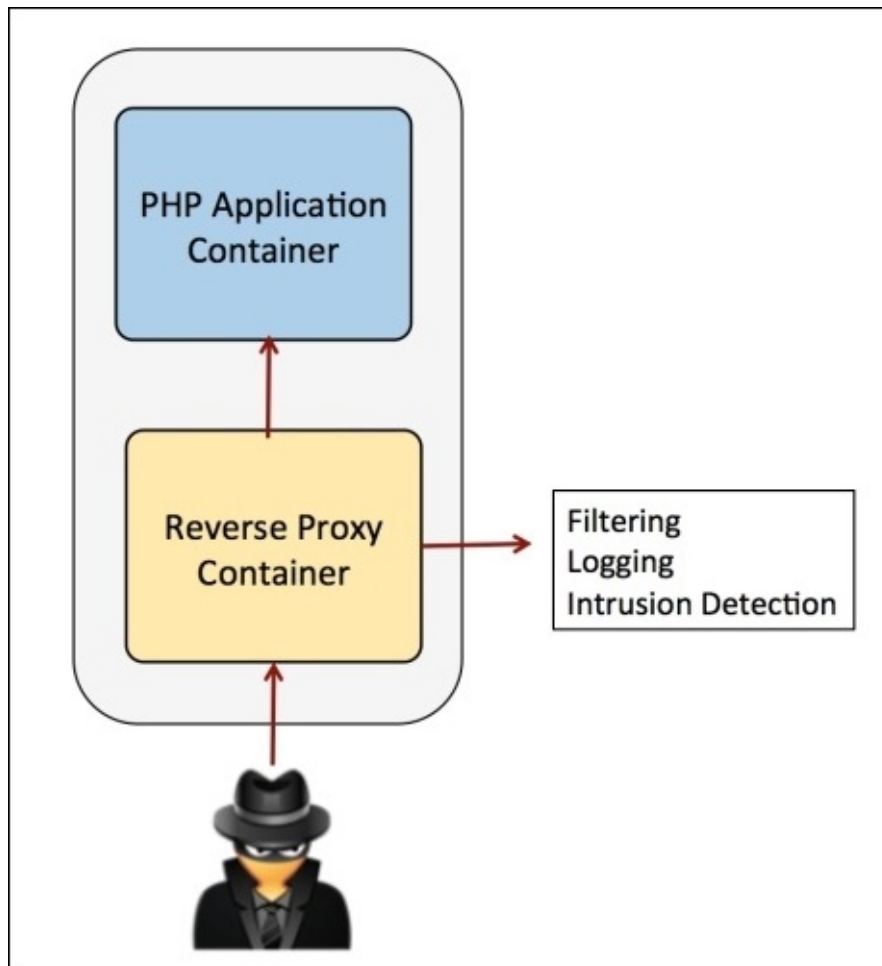 PHP Application
Container
Reverse Proxy
Container
Filtering
Logging
Intrusion Detection